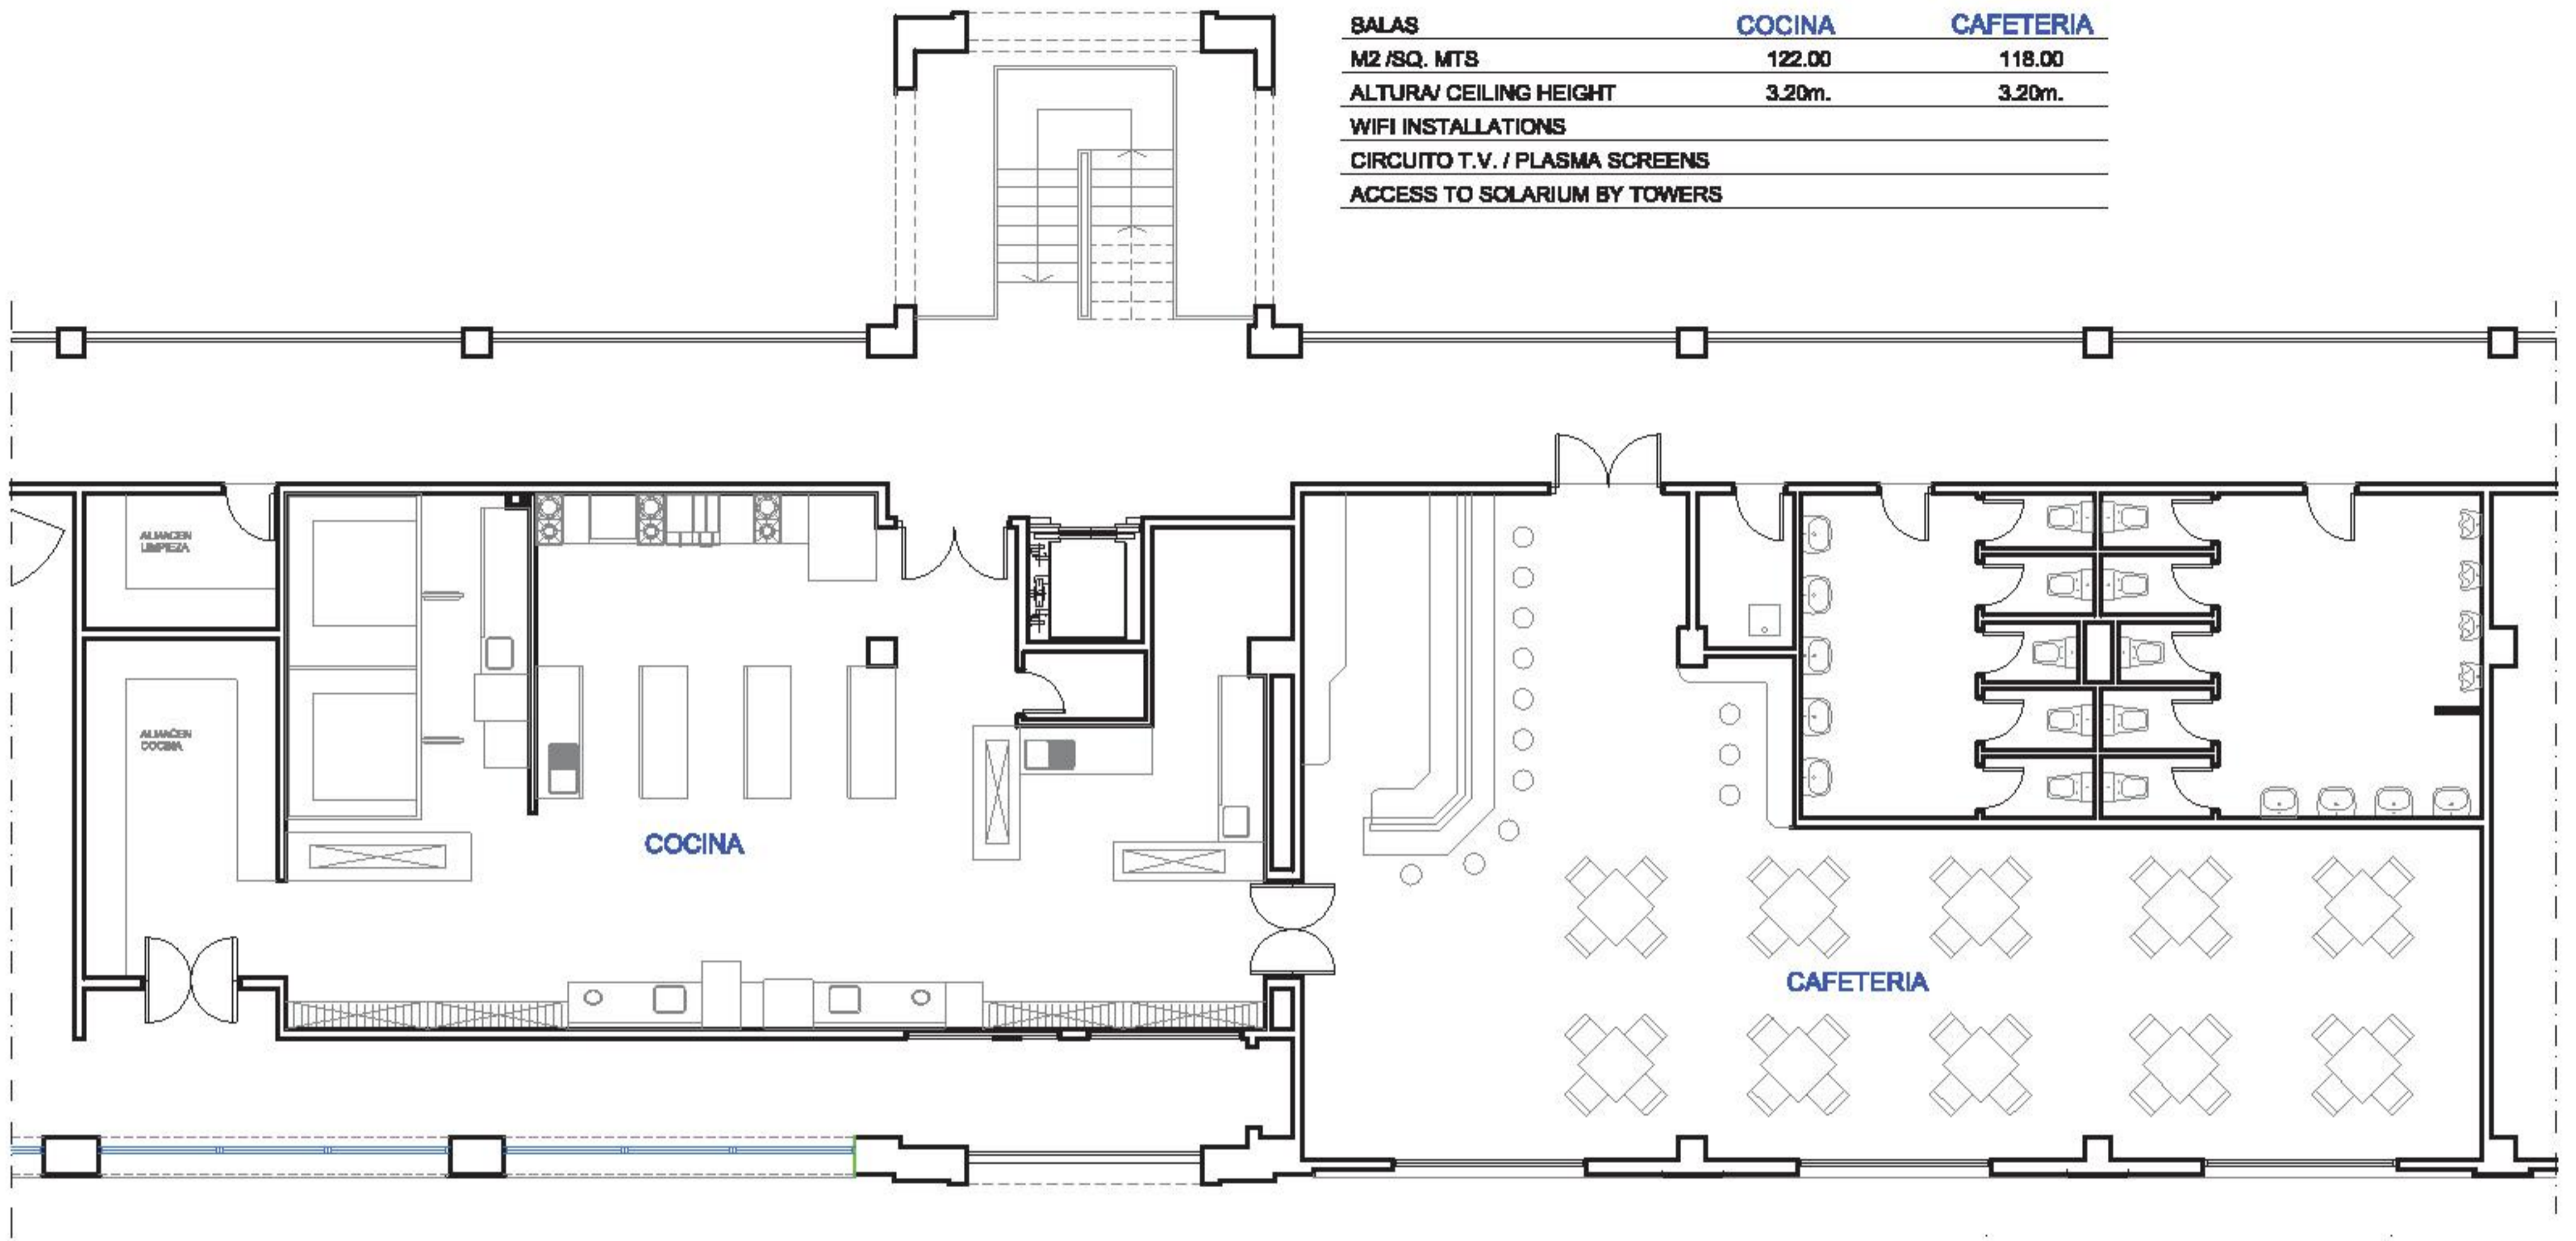 SALAS COCINA CAFETERIA
M2 /SQ. MTS 122.00 118.00
ALTURA/ CEILING HEIGHT 3.20m. 3.20m.
WIFI INSTALLATIONS
CIRCUITO T.V. / PLASMA SCREENS
ACCESS TO SOLARIUM BY TOWERS
ALMACEN
LIMPIEZA
ALMACEN
COCINA
COCINA
CAFETERIA